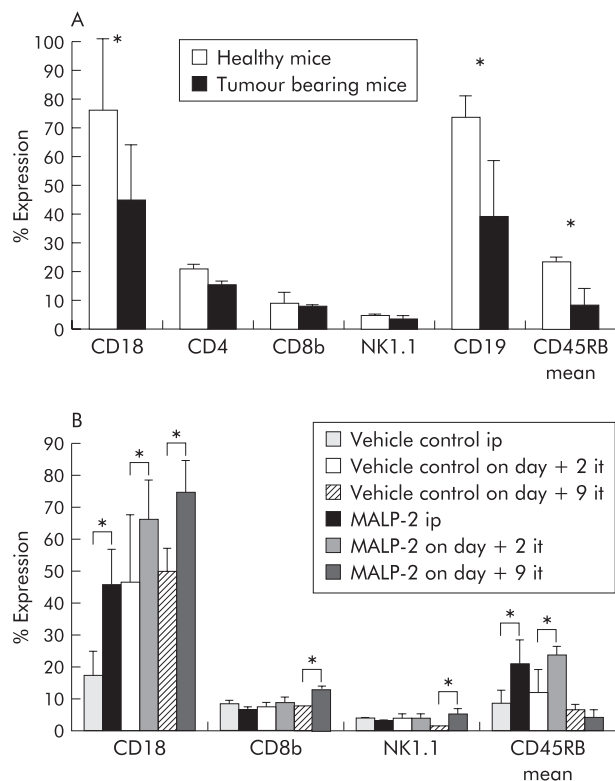 A
100
90
80
70
60
50
40
30
20
10
0
% Expression
Healthy mice
Tumour bearing mice
*
*
*
CD18 CD4 CD8b NK1.1 CD19 CD45RB
mean
B
90
80
70
60
50
40
30
20
10
0
% Expression
Vehicle control ip
Vehicle control on day + 2 it
Vehicle control on day + 9 it
MALP-2 ip
MALP-2 on day + 2 it
MALP-2 on day + 9 it
*
*
*
*
*
*
*
CD18 CD8b NK1.1 CD45RB
mean